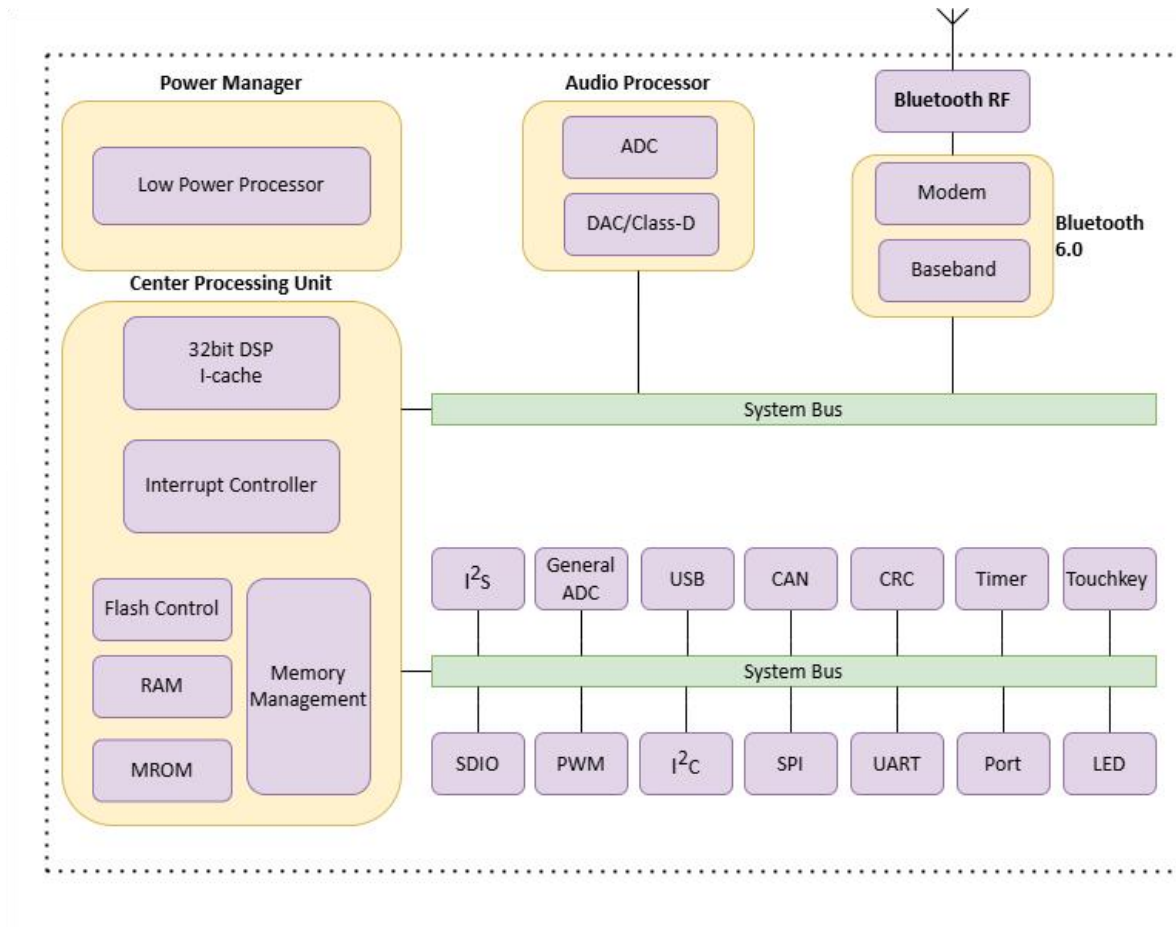 Power Manager
Low Power Processor
Audio Processor
ADC
DAC/Class-D
Bluetooth RF
Modem
Baseband
Bluetooth
6.0
Center Processing Unit
32bit DSP
I-cache
Interrupt Controller
Flash Control
RAM
MROM
Memory
Management
System Bus
I²S
General
ADC
USB
CAN
CRC
Timer
Touchkey
System Bus
SDIO
PWM
I²C
SPI
UART
Port
LED